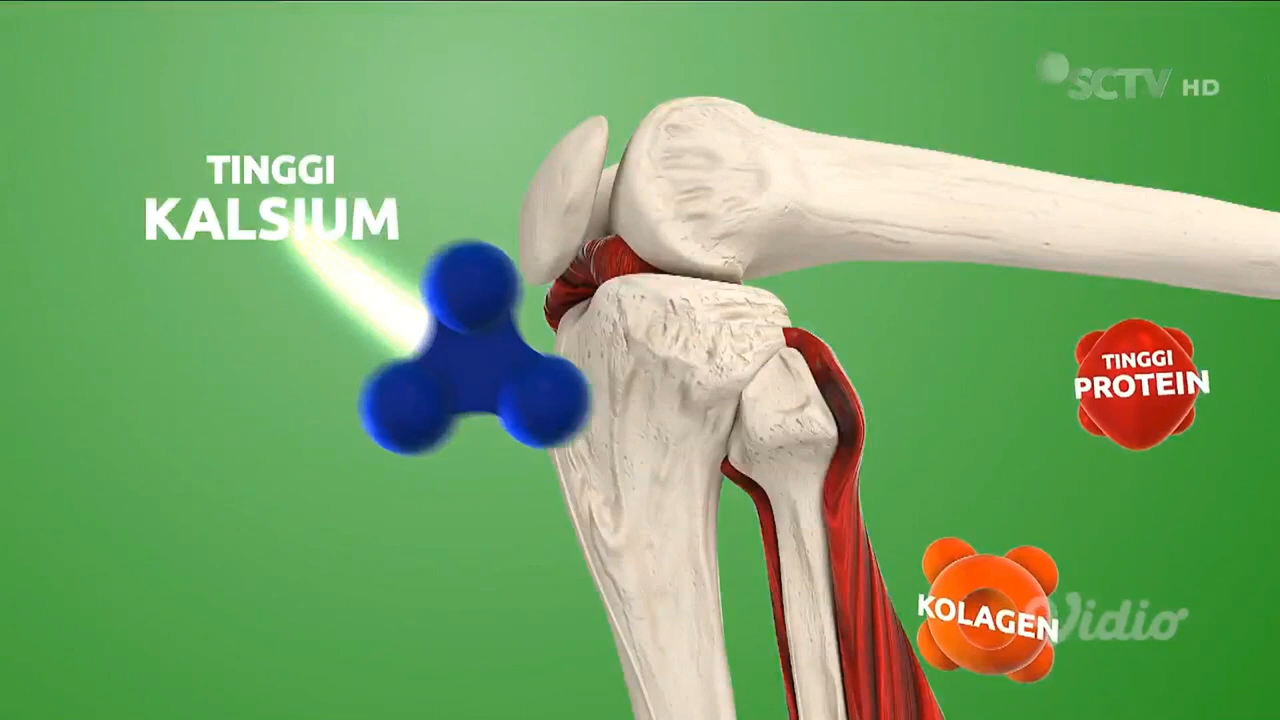 SCTV HD
TINGGI
KALSIUM
TINGGI
PROTEIN
KOLAGEN
Vidio